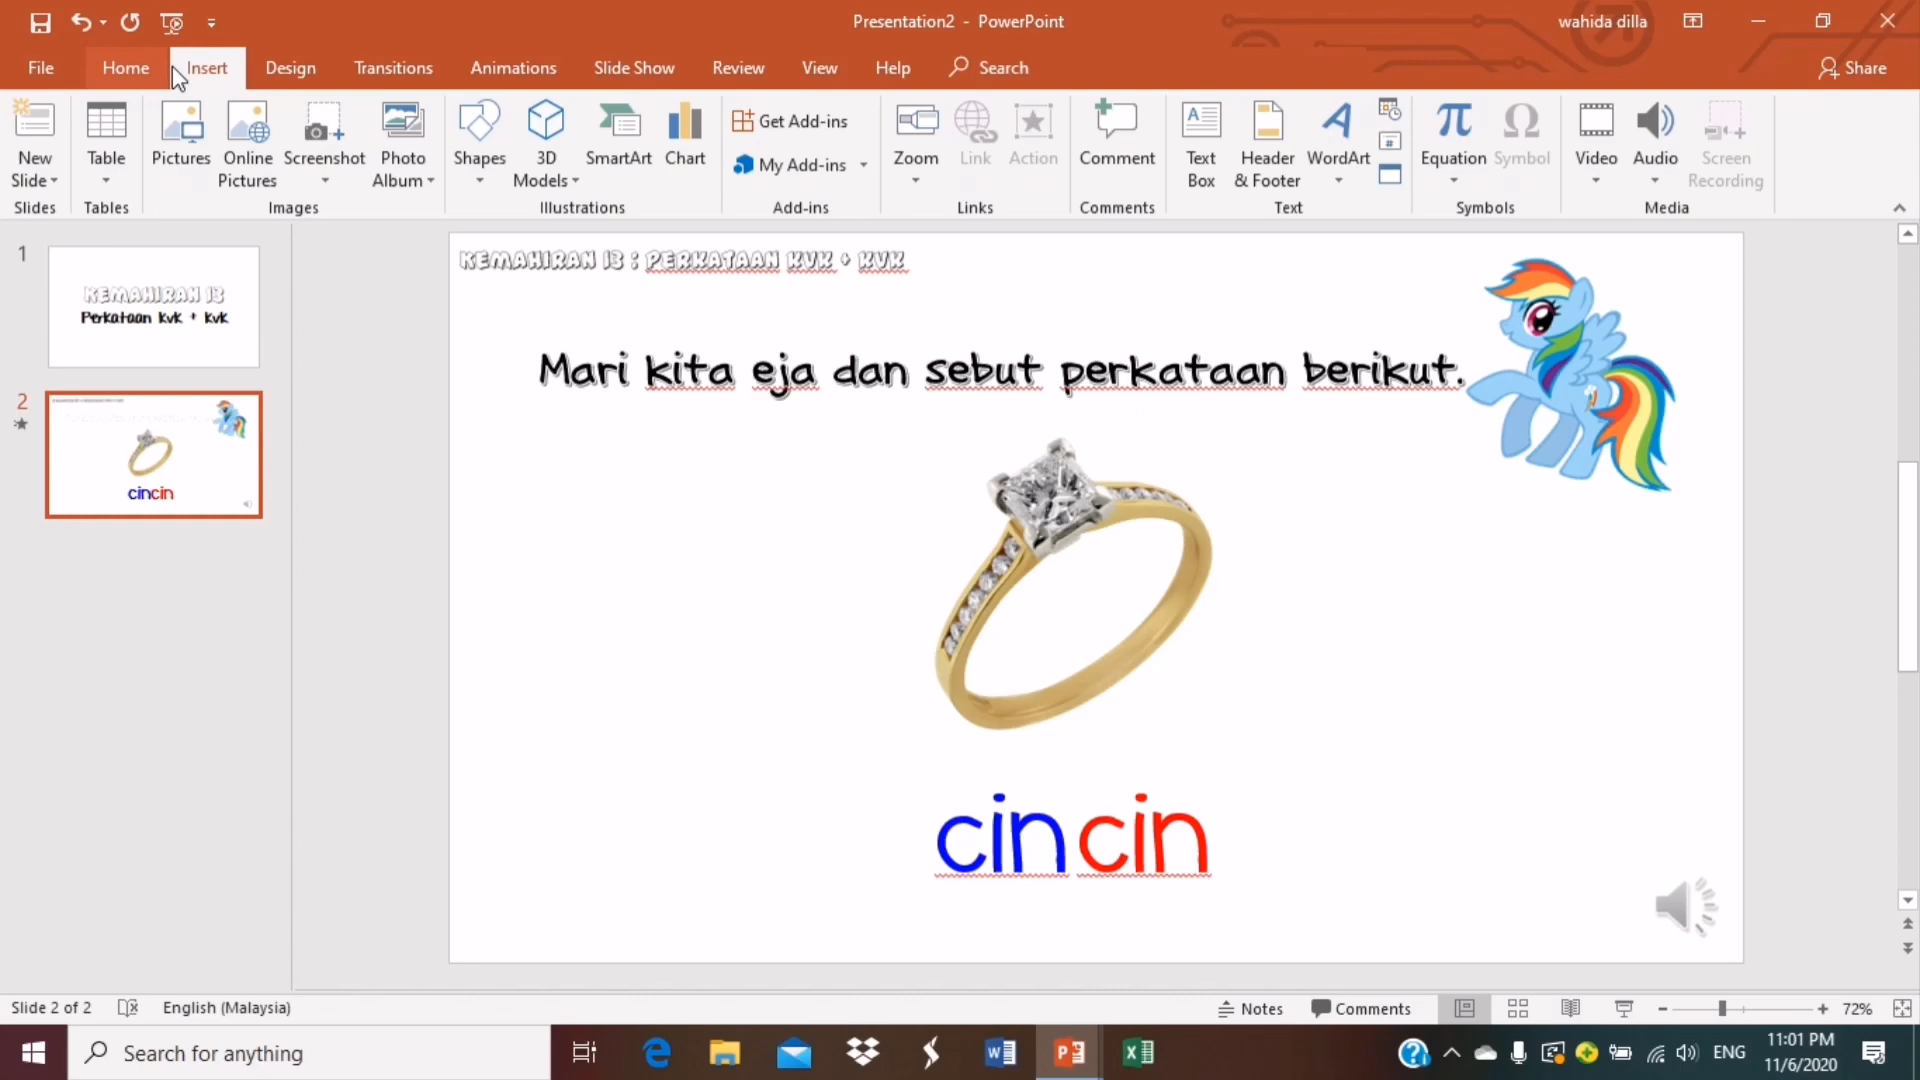 Presentation2 - PowerPoint
wahida dilla
File Home Insert Design Transitions Animations Slide Show Review View Help Search Share
New Slide
Table
Pictures
Online Pictures
Screenshot
Photo Album
Shapes
3D Models
SmartArt
Chart
Get Add-ins
My Add-ins
Zoom
Link
Action
Comment
Text Box
Header & Footer
WordArt
Equation
Symbol
Video
Audio
Screen Recording
Slides Tables Images Illustrations Add-ins Links Comments Text Symbols Media
1
KEMAHIRAN 13
Perkataan kvk + kvk
2
cincin
KEMAHIRAN 13 : PERKATAAN KVK + KVK
Mari kita eja dan sebut perkataan berikut.
cincin
Slide 2 of 2 English (Malaysia) Notes Comments 72%
Search for anything
ENG
11:01 PM
11/6/2020